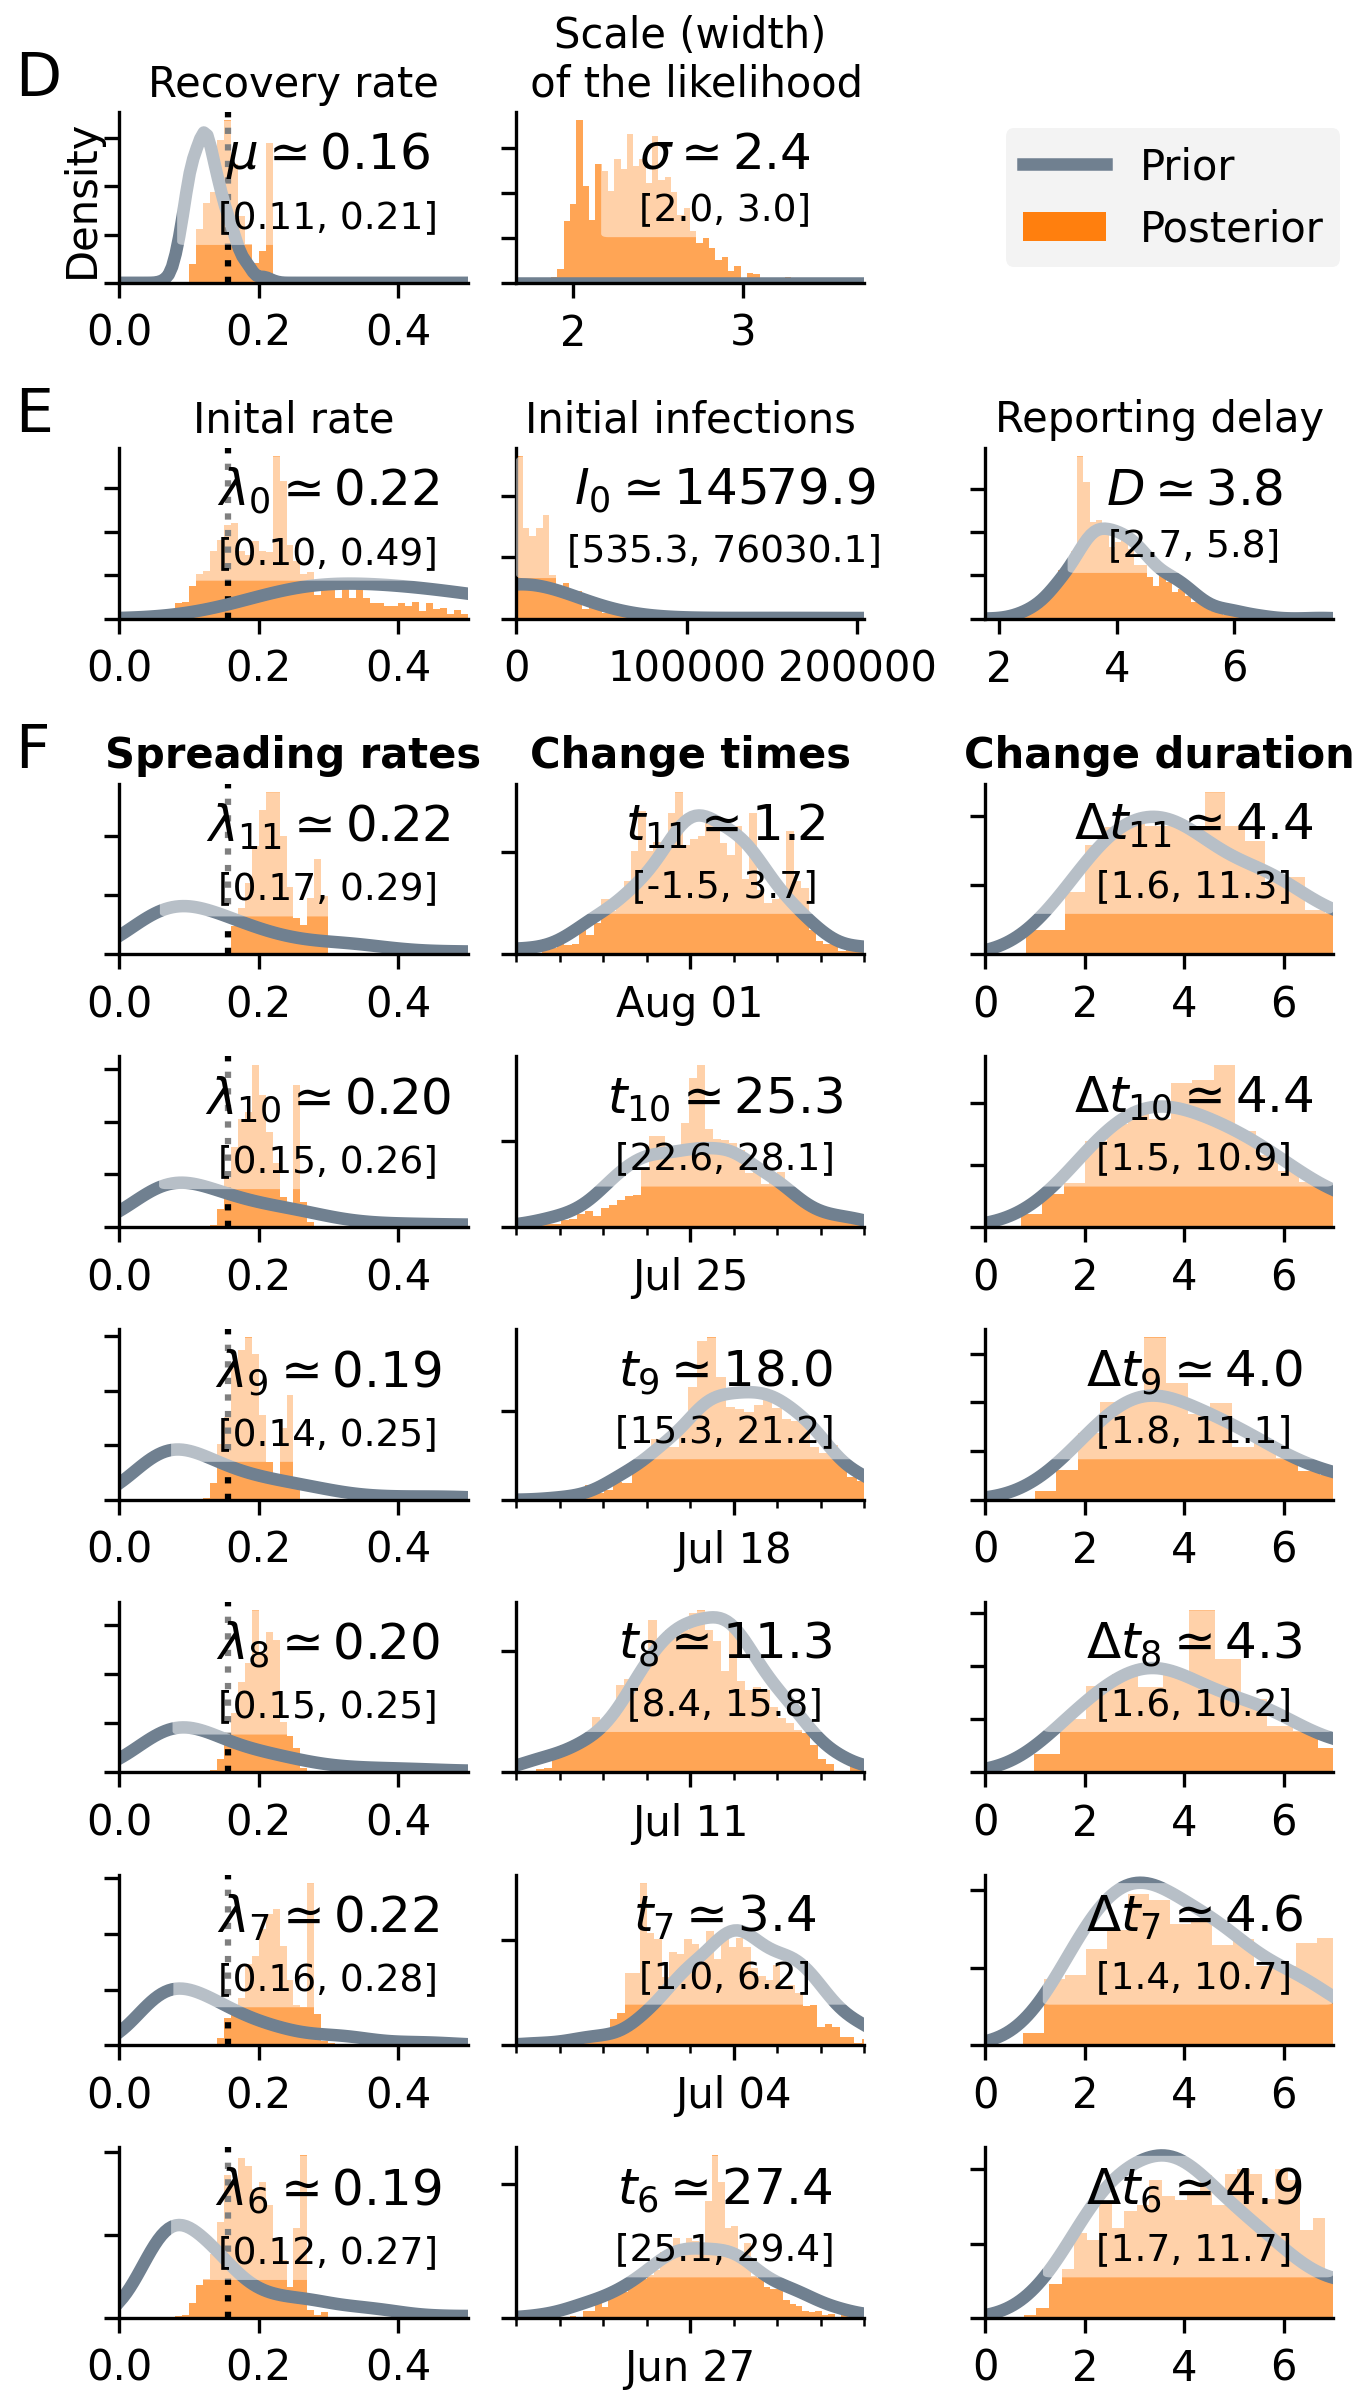 D
Recovery rate
Scale (width)
of the likelihood
Density
μ ≃ 0.16
[0.11, 0.21]
0.0 0.2 0.4
σ ≃ 2.4
[2.0, 3.0]
2 3
Prior
Posterior
E
Inital rate
λ0 ≃ 0.22
[0.10, 0.49]
0.0 0.2 0.4
Initial infections
I0 ≃ 14579.9
[535.3, 76030.1]
0 100000 200000
Reporting delay
D ≃ 3.8
[2.7, 5.8]
2 4 6
F
Spreading rates
Change times
Change duration
λ11 ≃ 0.22
[0.17, 0.29]
0.0 0.2 0.4
t11 ≃ 1.2
[-1.5, 3.7]
Aug 01
Δt11 ≃ 4.4
[1.6, 11.3]
0 2 4 6
λ10 ≃ 0.20
[0.15, 0.26]
0.0 0.2 0.4
t10 ≃ 25.3
[22.6, 28.1]
Jul 25
Δt10 ≃ 4.4
[1.5, 10.9]
0 2 4 6
λ9 ≃ 0.19
[0.14, 0.25]
0.0 0.2 0.4
t9 ≃ 18.0
[15.3, 21.2]
Jul 18
Δt9 ≃ 4.0
[1.8, 11.1]
0 2 4 6
λ8 ≃ 0.20
[0.15, 0.25]
0.0 0.2 0.4
t8 ≃ 11.3
[8.4, 15.8]
Jul 11
Δt8 ≃ 4.3
[1.6, 10.2]
0 2 4 6
λ7 ≃ 0.22
[0.16, 0.28]
0.0 0.2 0.4
t7 ≃ 3.4
[1.0, 6.2]
Jul 04
Δt7 ≃ 4.6
[1.4, 10.7]
0 2 4 6
λ6 ≃ 0.19
[0.12, 0.27]
0.0 0.2 0.4
t6 ≃ 27.4
[25.1, 29.4]
Jun 27
Δt6 ≃ 4.9
[1.7, 11.7]
0 2 4 6